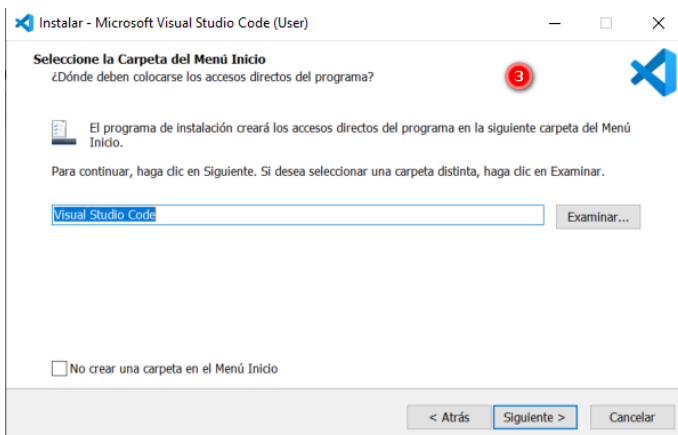 Instalar - Microsoft Visual Studio Code (User)
Seleccione la Carpeta del Menú Inicio
¿Dónde deben colocarse los accesos directos del programa?
3
El programa de instalación creará los accesos directos del programa en la siguiente carpeta del Menú
Inicio.
Para continuar, haga clic en Siguiente. Si desea seleccionar una carpeta distinta, haga clic en Examinar.
Visual Studio Code
Examinar...
No crear una carpeta en el Menú Inicio
< Atrás
Siguiente >
Cancelar